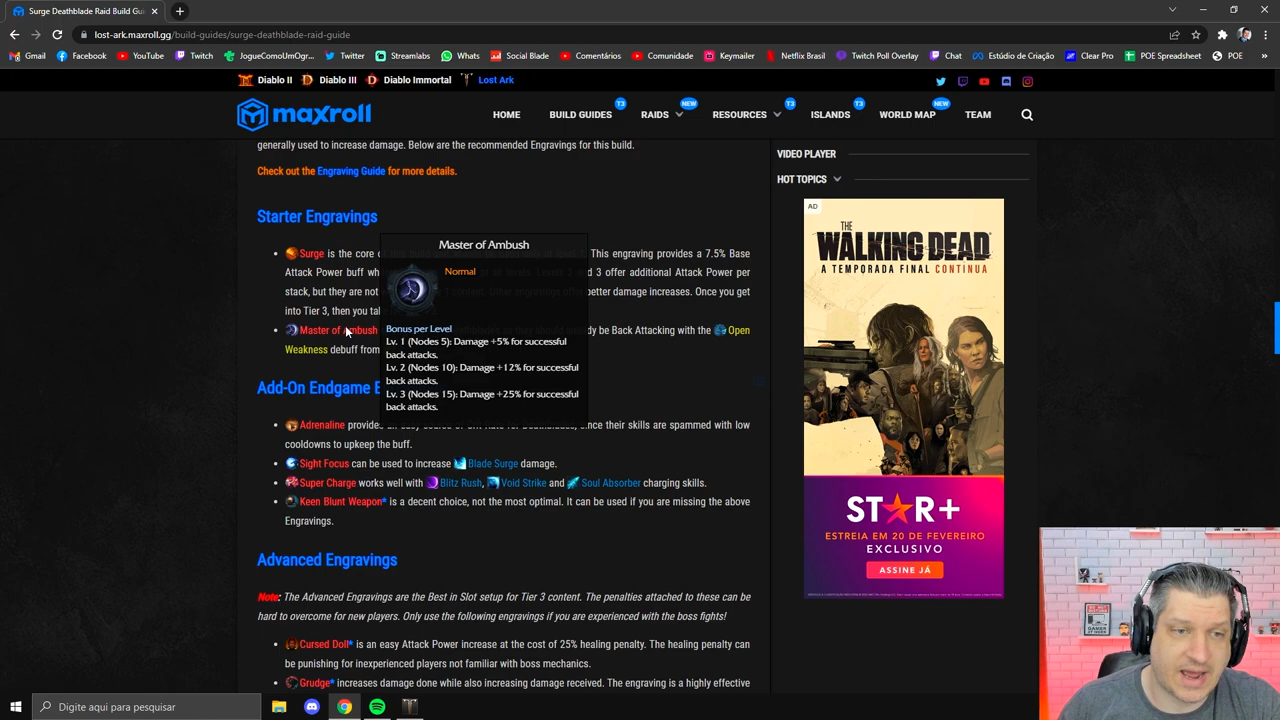 Surge Deathblade Raid Build Gui
lost-ark.maxroll.gg/build-guides/surge-deathblade-raid-guide
Gmail Facebook YouTube Twitch JogueComoUmOgr... Twitter Streamlabs Whats Social Blade Comentários Comunidade Keymailer Netflix Brasil Twitch Poll Overlay Chat Estúdio de Criação Clear Pro POE Spreadsheet POE
Diablo II Diablo III Diablo Immortal Lost Ark
maxroll
HOME BUILD GUIDES T3 RAIDS NEW RESOURCES T3 ISLANDS T3 WORLD MAP NEW TEAM
generally used to increase damage. Below are the recommended Engravings for this build.
Check out the Engraving Guide for more details.
Starter Engravings
Surge is the core This engraving provides a 7.5% Base
Attack Power buff 3 offer additional Attack Power per
stack, but they are not better damage increases. Once you get
into Tier 3, then you
Master of Ambush be Back Attacking with the Open
Weakness debuff from
Master of Ambush
Normal
Bonus per Level
Lv. 1 (Nodes 5): Damage +5% for successful
back attacks.
Lv. 2 (Nodes 10): Damage +12% for successful
back attacks.
Lv. 3 (Nodes 15): Damage +25% for successful
back attacks.
Add-On Endgame
Adrenaline provides since their skills are spammed with low
cooldowns to upkeep the buff.
Sight Focus can be used to increase Blade Surge damage.
Super Charge works well with Blitz Rush, Void Strike and Soul Absorber charging skills.
Keen Blunt Weapon* is a decent choice, not the most optimal. It can be used if you are missing the above
Engravings.
Advanced Engravings
Note: The Advanced Engravings are the Best in Slot setup for Tier 3 content. The penalties attached to these can be
hard to overcome for new players. Only use the following engravings if you are experienced with the boss fights!
Cursed Doll* is an easy Attack Power increase at the cost of 25% healing penalty. The healing penalty can
be punishing for inexperienced players not familiar with boss mechanics.
Grudge* increases damage done while also increasing damage received. The engraving is a highly effective
VIDEO PLAYER
HOT TOPICS
AD
THE
WALKING DEAD
A TEMPORADA FINAL CONTINUA
ST★R+
ESTREIA EM 20 DE FEVEREIRO
EXCLUSIVO
ASSINE JÁ
Digite aqui para pesquisar